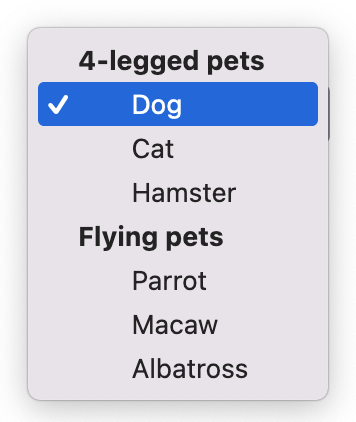 4-legged pets
Dog
Cat
Hamster
Flying pets
Parrot
Macaw
Albatross